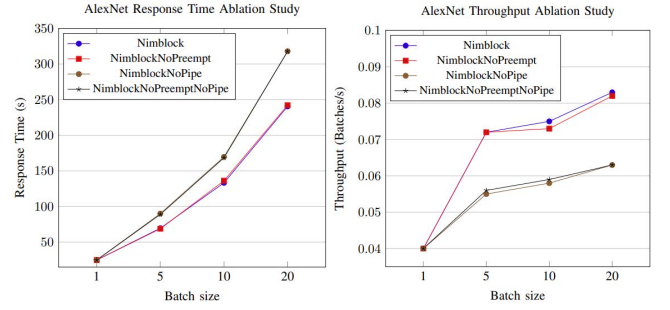 AlexNet Response Time Ablation Study
350
300
250
200
150
100
50
Response Time (s)
Nimblock
NimblockNoPreempt
NimblockNoPipe
NimblockNoPreemptNoPipe
1 5 10 20
Batch size
AlexNet Throughput Ablation Study
0.1
0.09
0.08
0.07
0.06
0.05
0.04
Throughput (Batches/s)
Nimblock
NimblockNoPreempt
NimblockNoPipe
NimblockNoPreemptNoPipe
1 5 10 20
Batch size